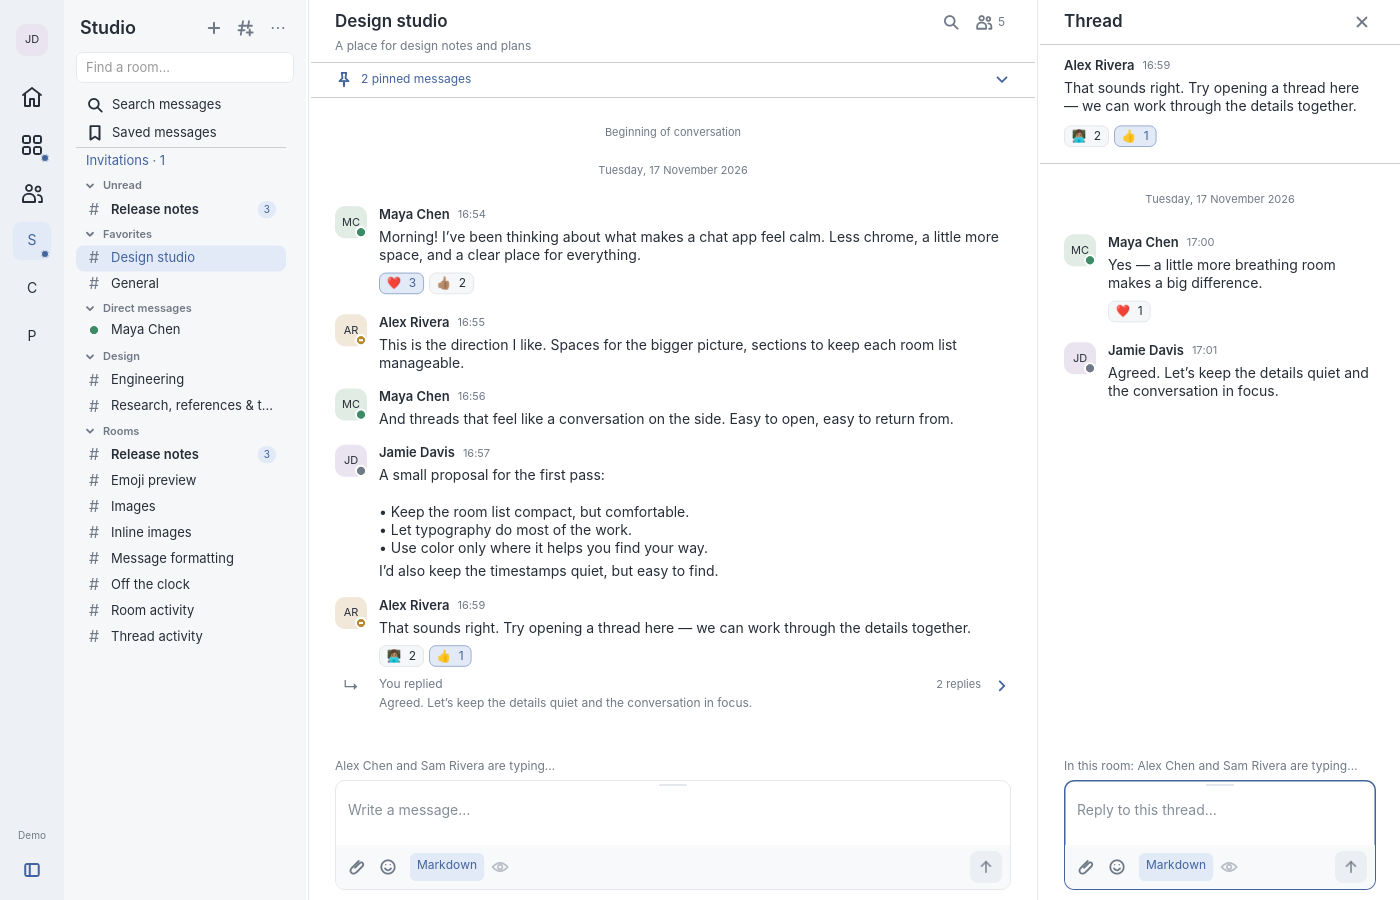 JD
S
C
P
Demo
Studio
Find a room...
Search messages
Saved messages
Invitations · 1
Unread
# Release notes 3
Favorites
# Design studio
# General
Direct messages
Maya Chen
Design
# Engineering
# Research, references & t...
Rooms
# Release notes 3
# Emoji preview
# Images
# Inline images
# Message formatting
# Off the clock
# Room activity
# Thread activity
Design studio
5
A place for design notes and plans
2 pinned messages
Beginning of conversation
Tuesday, 17 November 2026
MC
Maya Chen 16:54
Morning! I’ve been thinking about what makes a chat app feel calm. Less chrome, a little more
space, and a clear place for everything.
❤️ 3 👍🏽 2
AR
Alex Rivera 16:55
This is the direction I like. Spaces for the bigger picture, sections to keep each room list
manageable.
MC
Maya Chen 16:56
And threads that feel like a conversation on the side. Easy to open, easy to return from.
JD
Jamie Davis 16:57
A small proposal for the first pass:
• Keep the room list compact, but comfortable.
• Let typography do most of the work.
• Use color only where it helps you find your way.
I’d also keep the timestamps quiet, but easy to find.
AR
Alex Rivera 16:59
That sounds right. Try opening a thread here — we can work through the details together.
2 👍 1
You replied
2 replies
Agreed. Let’s keep the details quiet and the conversation in focus.
Alex Chen and Sam Rivera are typing...
Write a message...
Markdown
Thread
Alex Rivera 16:59
That sounds right. Try opening a thread here
— we can work through the details together.
2 👍 1
Tuesday, 17 November 2026
MC
Maya Chen 17:00
Yes — a little more breathing room
makes a big difference.
❤️ 1
JD
Jamie Davis 17:01
Agreed. Let’s keep the details quiet and
the conversation in focus.
In this room: Alex Chen and Sam Rivera are typing...
Reply to this thread...
Markdown